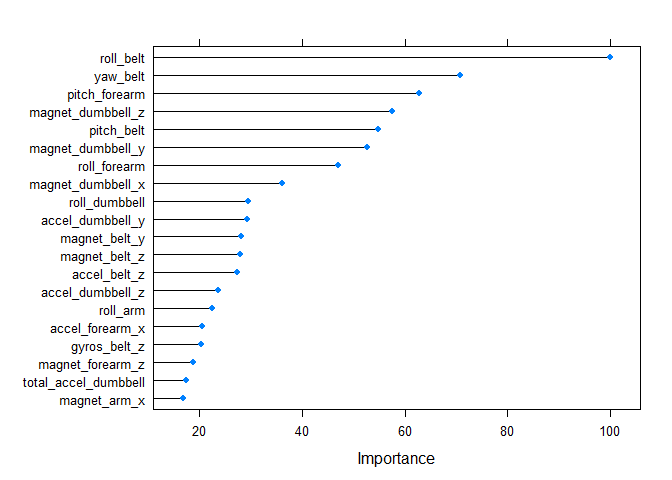 roll_belt
yaw_belt
pitch_forearm
magnet_dumbbell_z
pitch_belt
magnet_dumbbell_y
roll_forearm
magnet_dumbbell_x
roll_dumbbell
accel_dumbbell_y
magnet_belt_y
magnet_belt_z
accel_belt_z
accel_dumbbell_z
roll_arm
accel_forearm_x
gyros_belt_z
magnet_forearm_z
total_accel_dumbbell
magnet_arm_x
20 40 60 80 100
Importance